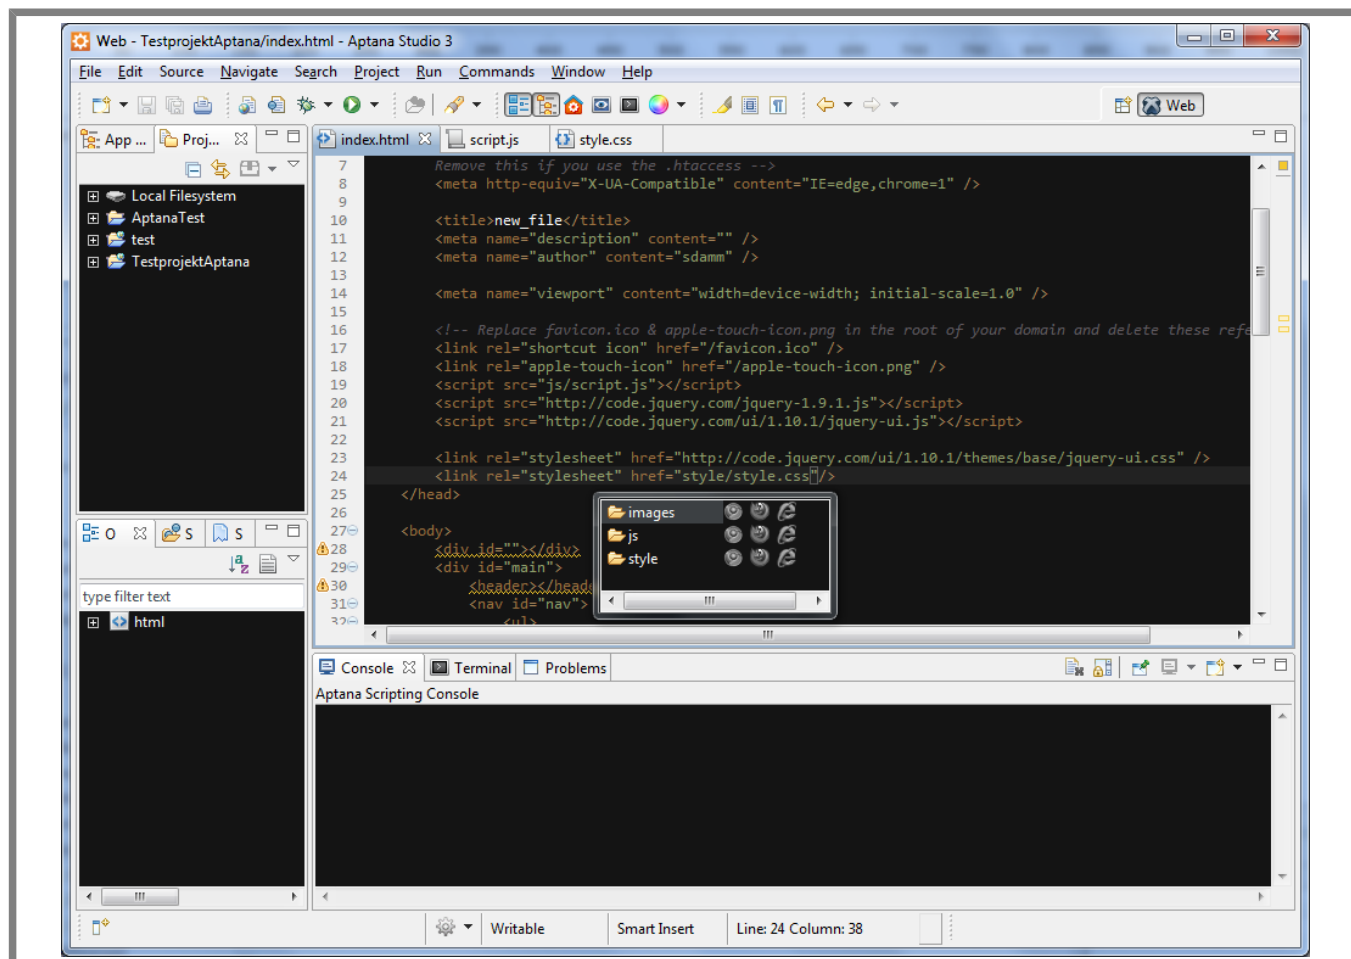 Web - TestprojektAptana/index.html - Aptana Studio 3
File Edit Source Navigate Search Project Run Commands Window Help
Web
App ... Proj...
index.html script.js style.css
Local Filesystem
AptanaTest
test
TestprojektAptana
7 Remove this if you use the .htaccess -->
8 <meta http-equiv="X-UA-Compatible" content="IE=edge,chrome=1" />
9
10 <title>new_file</title>
11 <meta name="description" content="" />
12 <meta name="author" content="sdamm" />
13
14 <meta name="viewport" content="width=device-width; initial-scale=1.0" />
15
16 <!-- Replace favicon.ico & apple-touch-icon.png in the root of your domain and delete these refe
17 <link rel="shortcut icon" href="/favicon.ico" />
18 <link rel="apple-touch-icon" href="/apple-touch-icon.png" />
19 <script src="js/script.js"></script>
20 <script src="http://code.jquery.com/jquery-1.9.1.js"></script>
21 <script src="http://code.jquery.com/ui/1.10.1/jquery-ui.js"></script>
22
23 <link rel="stylesheet" href="http://code.jquery.com/ui/1.10.1/themes/base/jquery-ui.css" />
24 <link rel="stylesheet" href="style/style.css"/>
25 </head>
26
27 <body>
28 <div id=""></div>
29 <div id="main">
30 <header></heade
31 <nav id="nav">
32 <ul>
images
js
style
O S S
type filter text
html
Console Terminal Problems
Aptana Scripting Console
Writable Smart Insert Line: 24 Column: 38